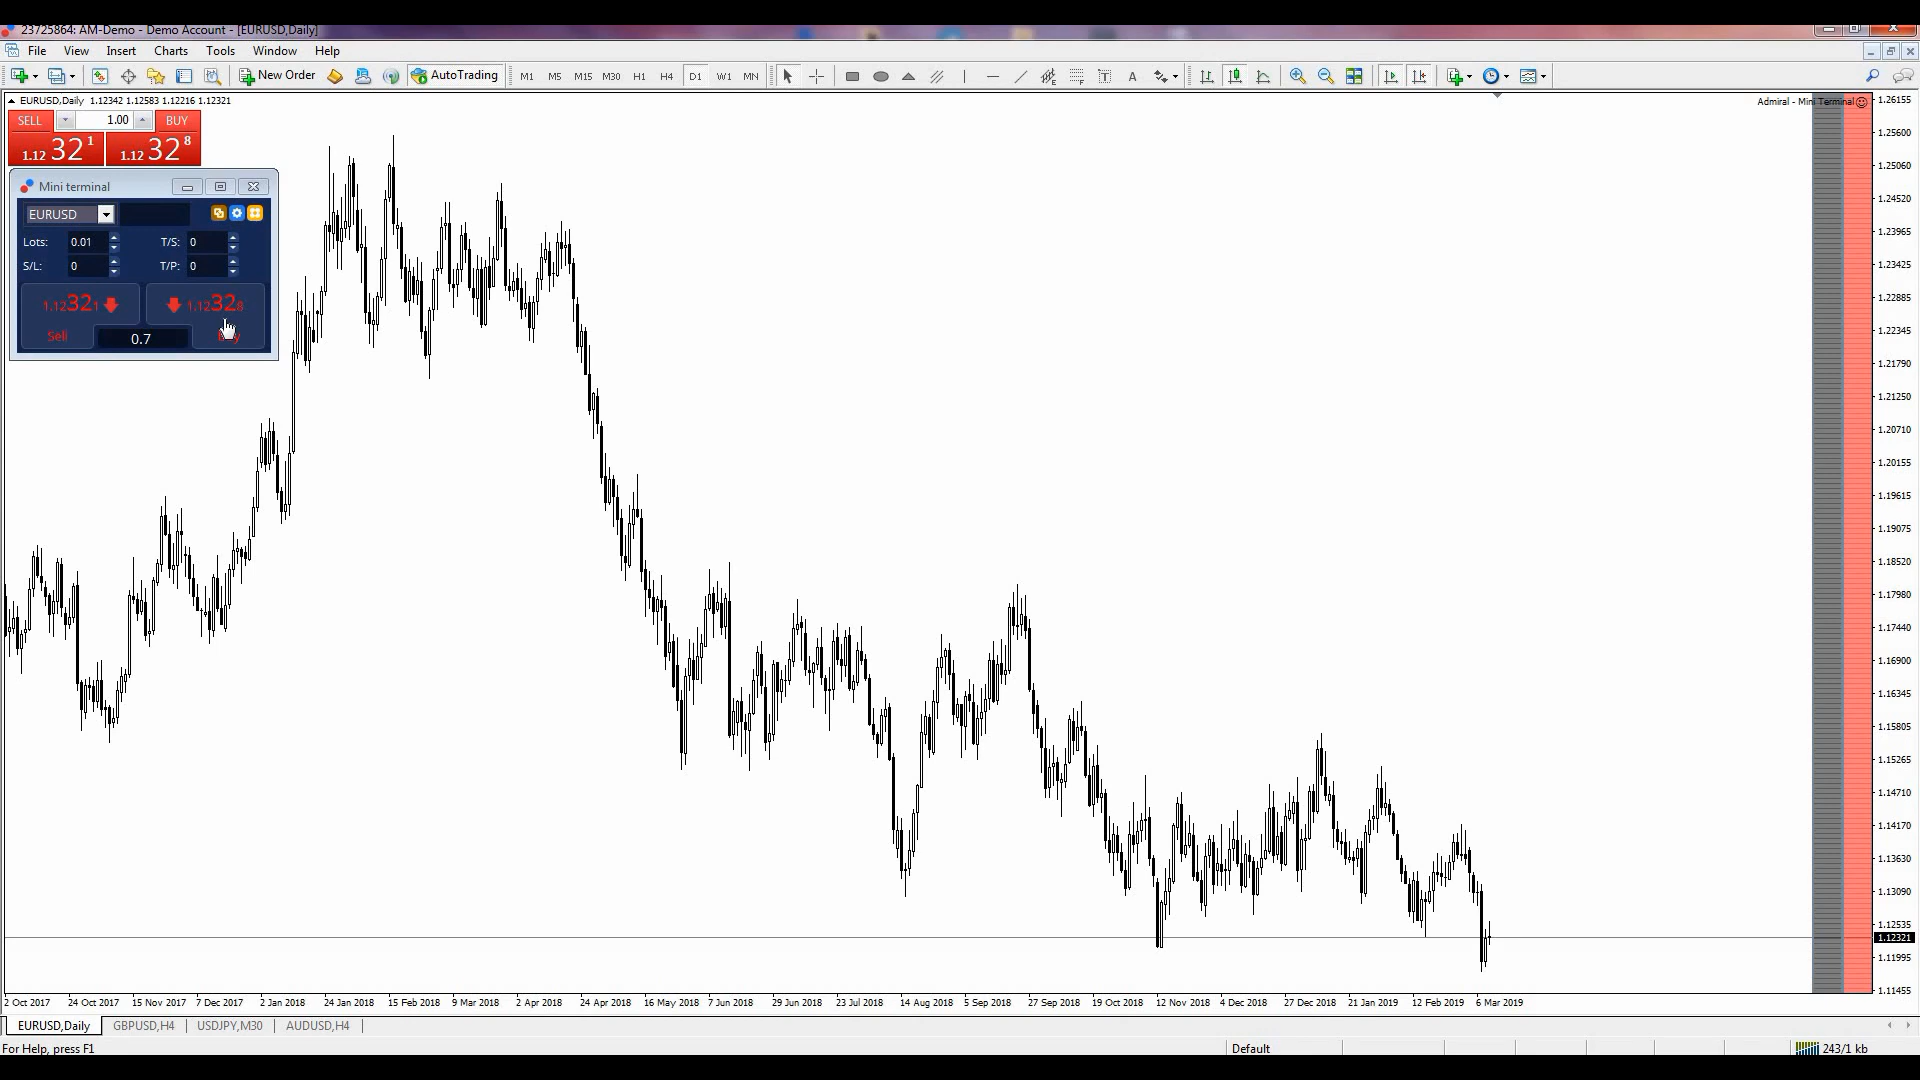 23725864: AM-Demo - Demo Account - [EURUSD,Daily]
File View Insert Charts Tools Window Help
New Order AutoTrading M1 M5 M15 M30 H1 H4 D1 W1 MN
EURUSD,Daily 1.12342 1.12583 1.12216 1.12321
Admiral - Mini Terminal
SELL 1.00 BUY
1.12 32 1 1.12 32 8
Mini terminal
EURUSD
Lots: 0.01 T/S: 0
S/L: 0 T/P: 0
1.12321 1.12328
Sell 0.7
1.26155
1.25600
1.25060
1.24520
1.23965
1.23425
1.22885
1.22345
1.21790
1.21250
1.20710
1.20155
1.19615
1.19075
1.18520
1.17980
1.17440
1.16900
1.16345
1.15805
1.15265
1.14710
1.14170
1.13630
1.13090
1.12535
1.12321
1.11995
1.11455
2 Oct 2017 24 Oct 2017 15 Nov 2017 7 Dec 2017 2 Jan 2018 24 Jan 2018 15 Feb 2018 9 Mar 2018 2 Apr 2018 24 Apr 2018 16 May 2018 7 Jun 2018 29 Jun 2018 23 Jul 2018 14 Aug 2018 5 Sep 2018 27 Sep 2018 19 Oct 2018 12 Nov 2018 4 Dec 2018 27 Dec 2018 21 Jan 2019 12 Feb 2019 6 Mar 2019
EURUSD,Daily GBPUSD,H4 USDJPY,M30 AUDUSD,H4
For Help, press F1 Default 243/1 kb